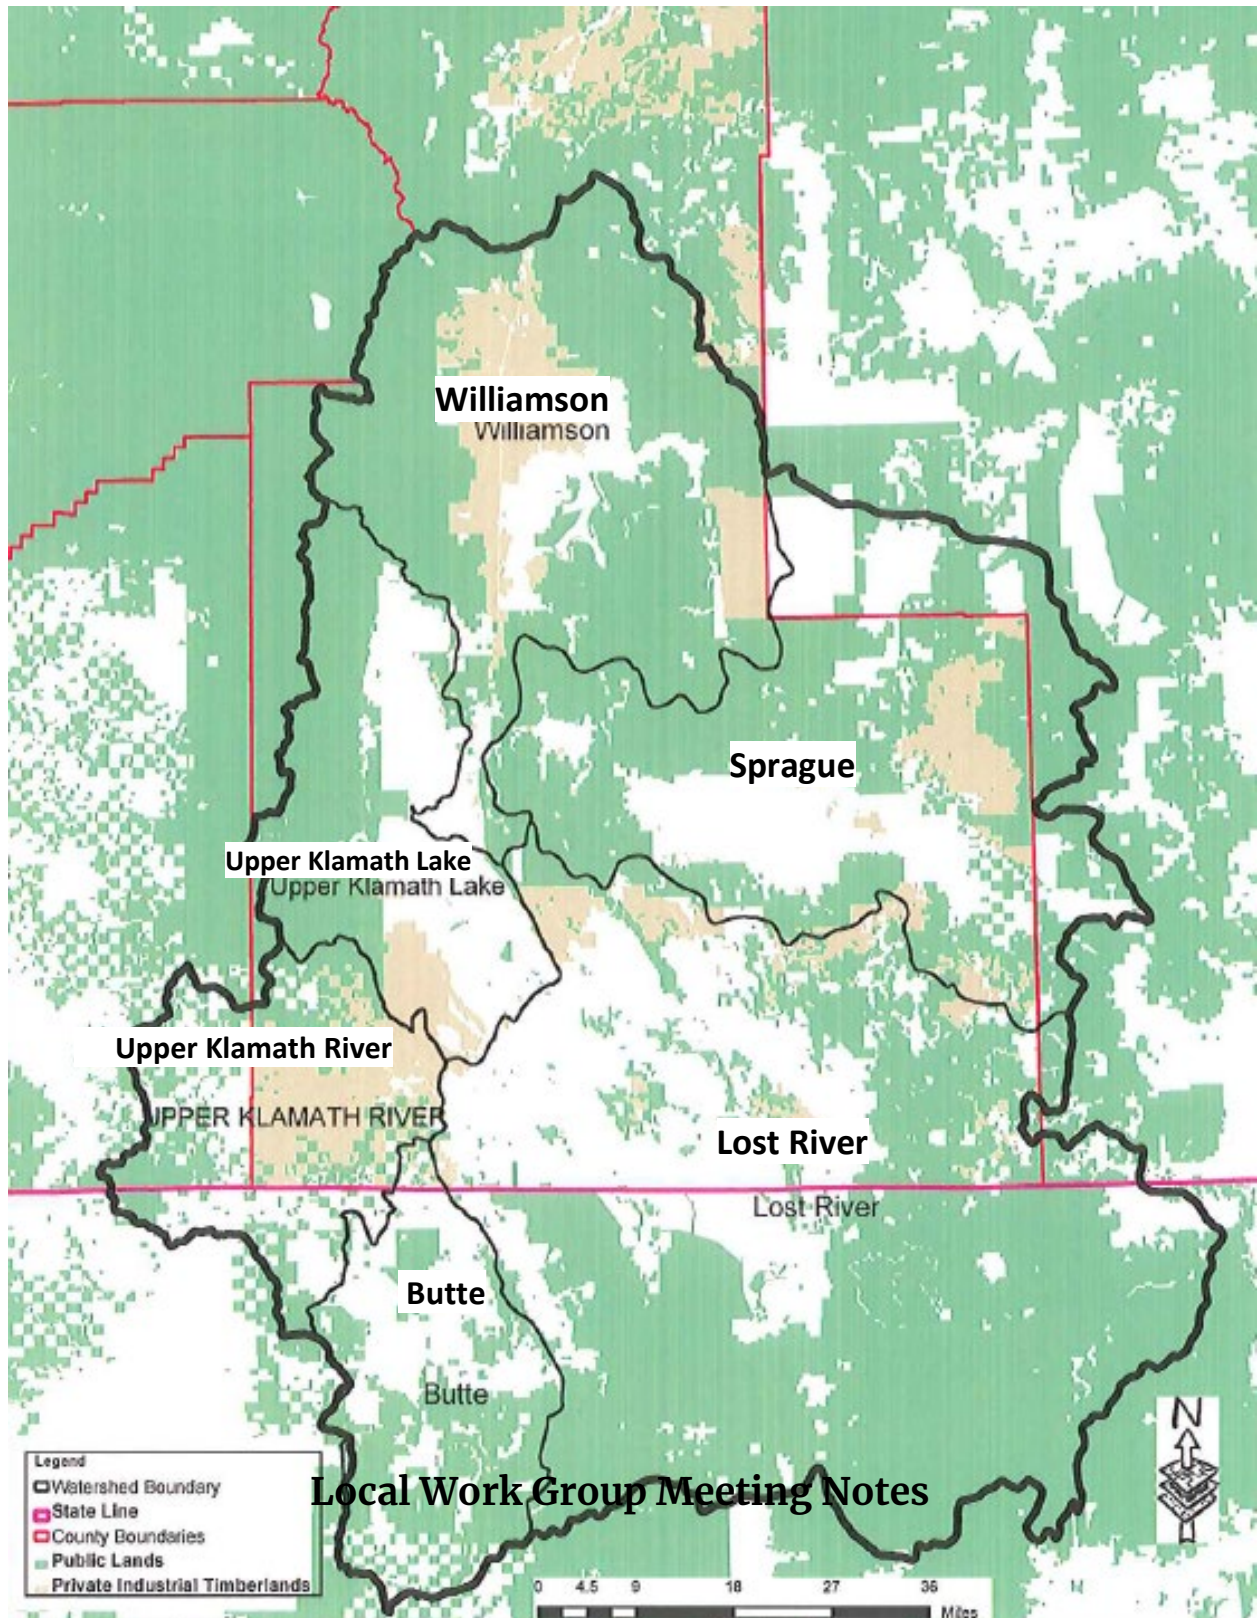 Williamson
Williamson
Sprague
Upper Klamath Lake
Upper Klamath Lake
Upper Klamath River
UPPER KLAMATH RIVER
Lost River
Lost River
Butte
Butte
N
Legend
Watershed Boundary
State Line
County Boundaries
Public Lands
Private Industrial Timberlands
Local Work Group Meeting Notes
0 4.5 9 18 27 36
Miles